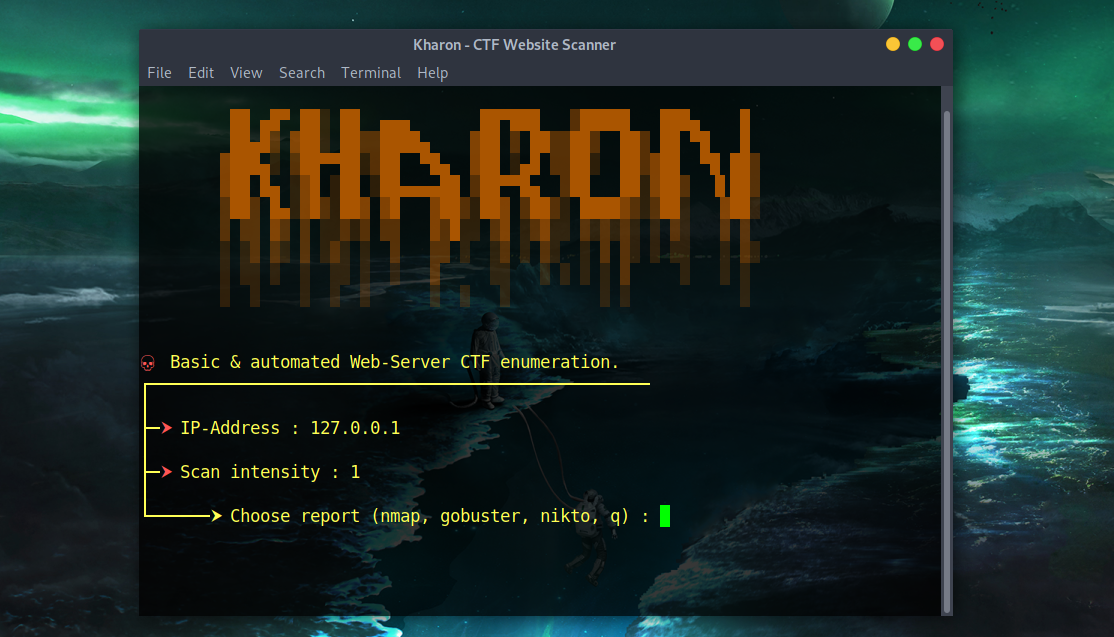 Kharon - CTF Website Scanner
File Edit View Search Terminal Help
KHARON
Basic & automated Web-Server CTF enumeration.
IP-Address : 127.0.0.1
Scan intensity : 1
Choose report (nmap, gobuster, nikto, q) :